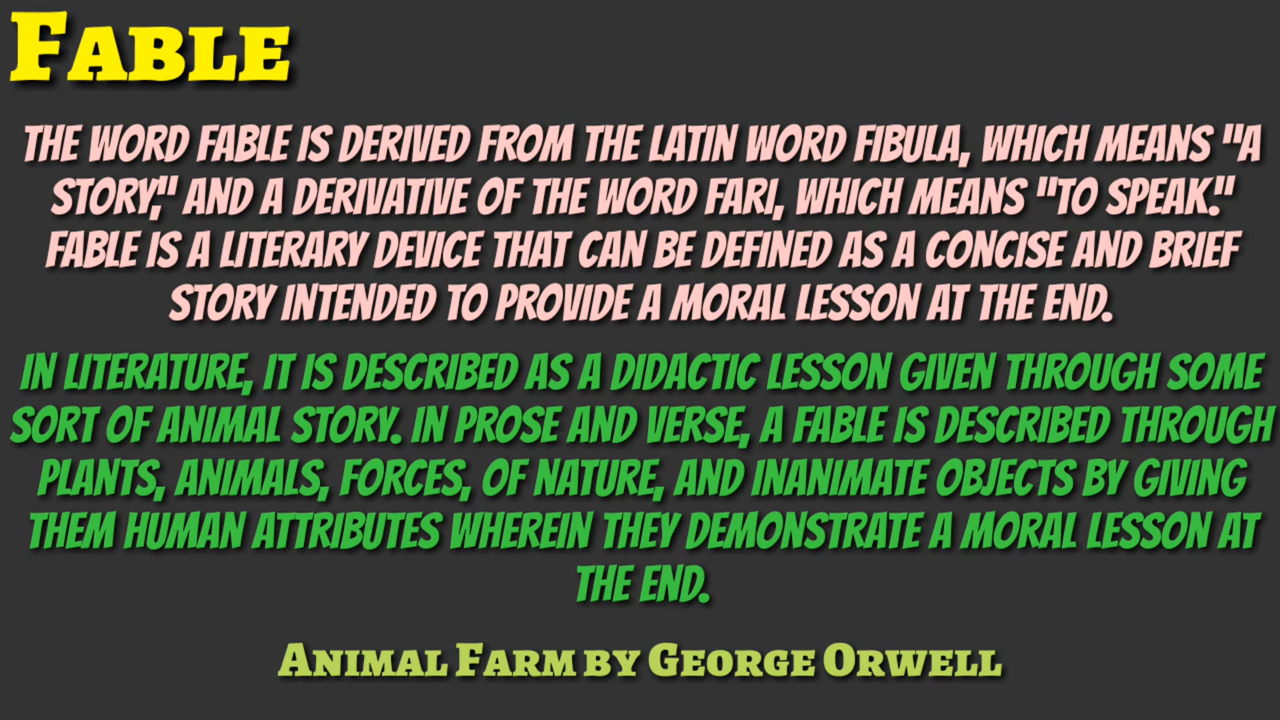 FABLE
THE WORD FABLE IS DERIVED FROM THE LATIN WORD FIBULA, WHICH MEANS "A
STORY," AND A DERIVATIVE OF THE WORD FARI, WHICH MEANS "TO SPEAK."
FABLE IS A LITERARY DEVICE THAT CAN BE DEFINED AS A CONCISE AND BRIEF
STORY INTENDED TO PROVIDE A MORAL LESSON AT THE END.
IN LITERATURE, IT IS DESCRIBED AS A DIDACTIC LESSON GIVEN THROUGH SOME
SORT OF ANIMAL STORY. IN PROSE AND VERSE, A FABLE IS DESCRIBED THROUGH
PLANTS, ANIMALS, FORCES, OF NATURE, AND INANIMATE OBJECTS BY GIVING
THEM HUMAN ATTRIBUTES WHEREIN THEY DEMONSTRATE A MORAL LESSON AT
THE END.
ANIMAL FARM BY GEORGE ORWELL